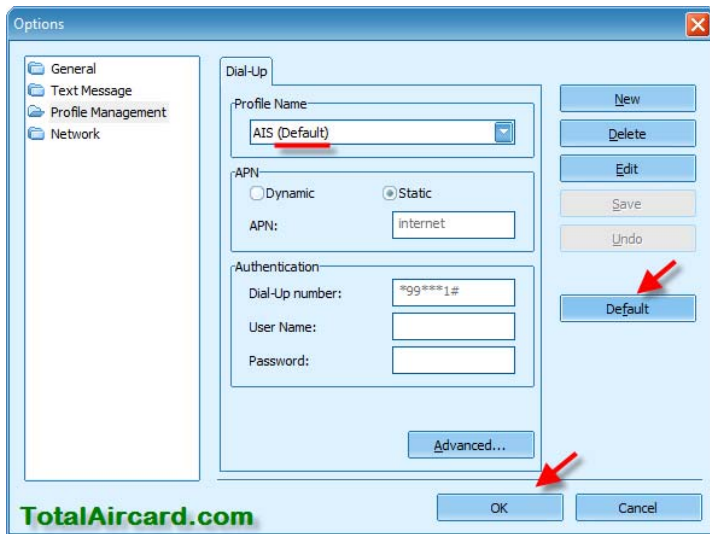 Options
General
Text Message
Profile Management
Network
Dial-Up
Profile Name
AIS (Default)
APN
Dynamic
Static
APN:
internet
Authentication
Dial-Up number:
*99***1#
User Name:
Password:
Advanced...
New
Delete
Edit
Save
Undo
Default
OK
Cancel
TotalAircard.com